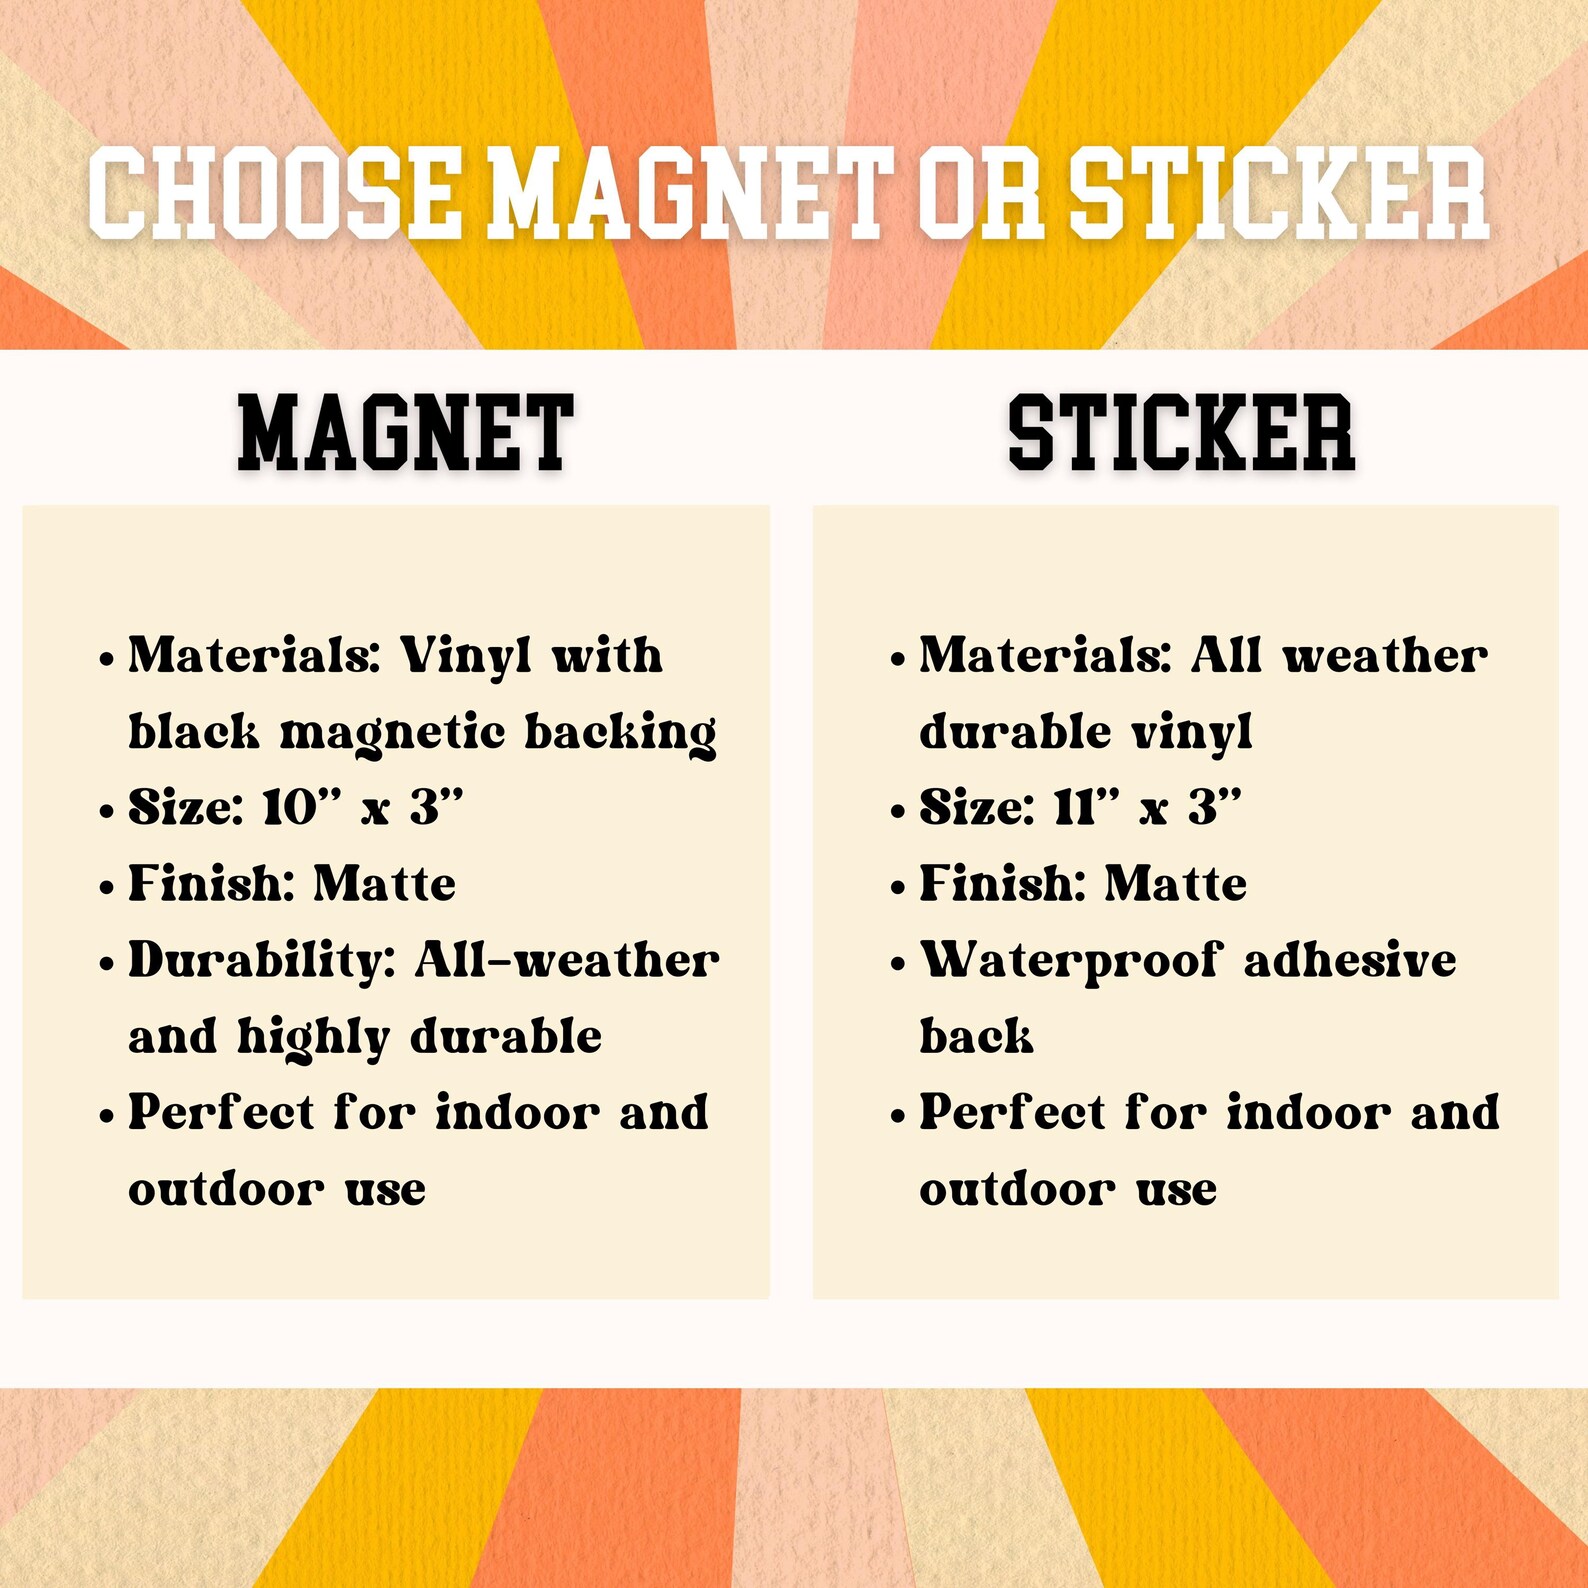 CHOOSE MAGNET OR STICKER
MAGNET
• Materials: Vinyl with
black magnetic backing
• Size: 10” x 3”
• Finish: Matte
• Durability: All-weather
and highly durable
• Perfect for indoor and
outdoor use
STICKER
• Materials: All weather
durable vinyl
• Size: 11” x 3”
• Finish: Matte
• Waterproof adhesive
back
• Perfect for indoor and
outdoor use